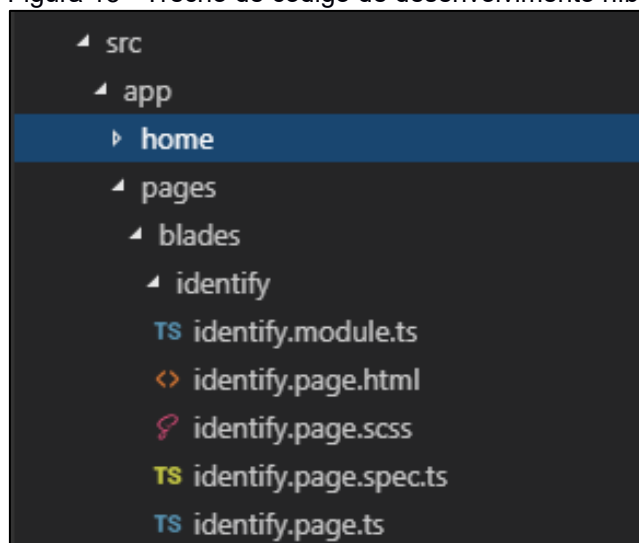 src
app
home
pages
blades
identify
TS identify.module.ts
<> identify.page.html
identify.page.scss
TS identify.page.spec.ts
TS identify.page.ts